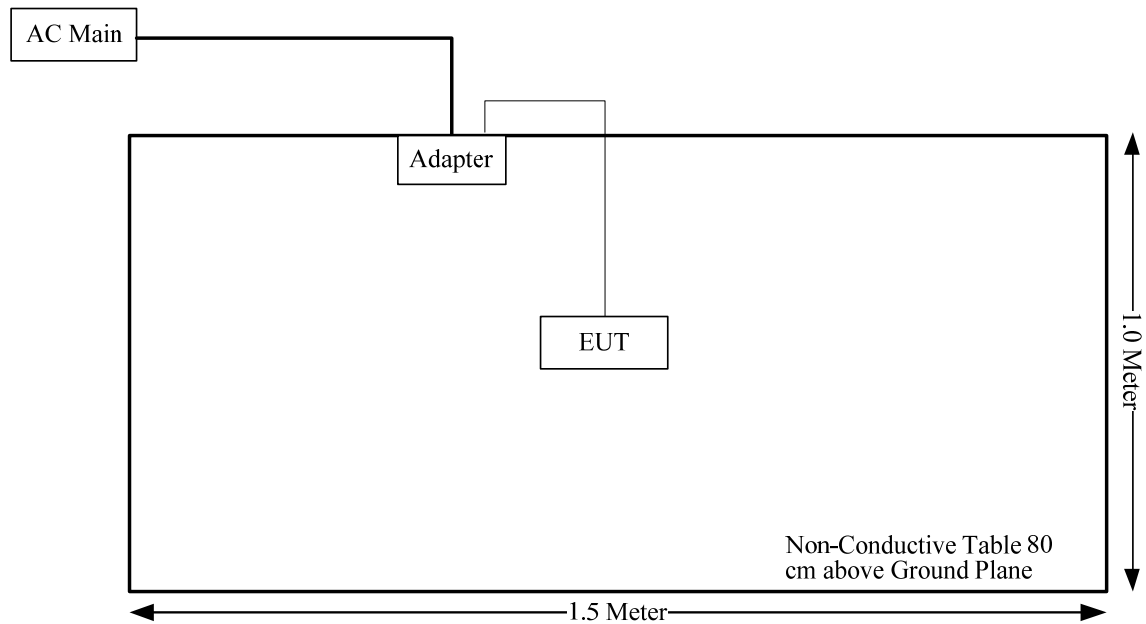 AC Main
Adapter
EUT
1.0 Meter
Non-Conductive Table 80
cm above Ground Plane
1.5 Meter